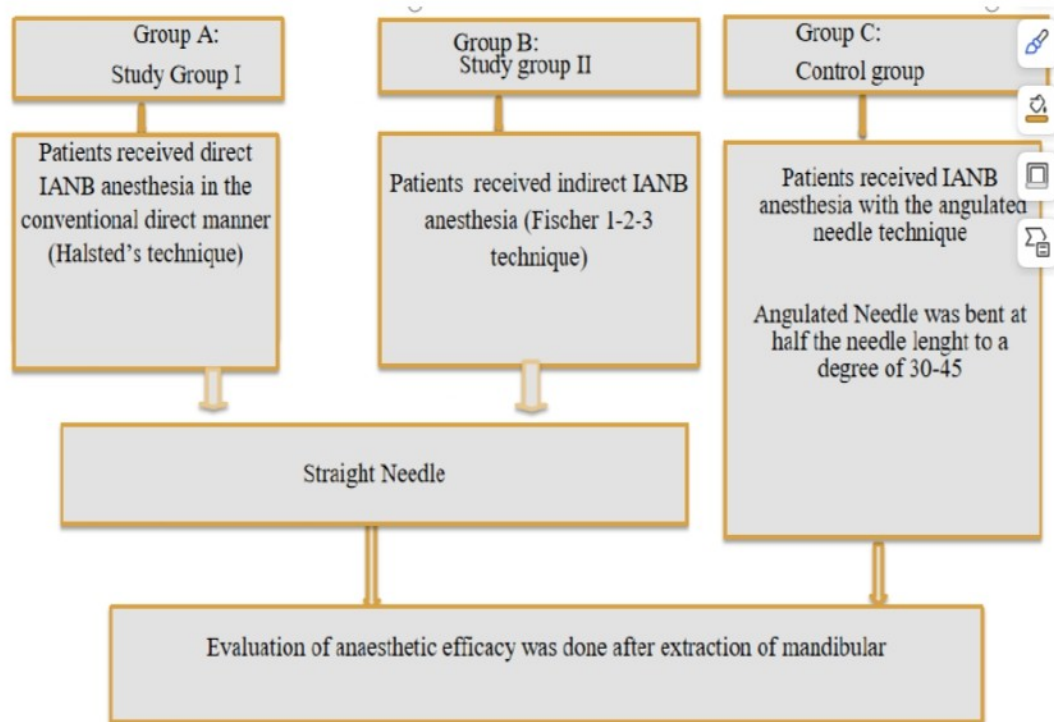 Group A:
Study Group I
Group B:
Study group II
Group C:
Control group
Patients received direct
IANB anesthesia in the
conventional direct manner
(Halsted’s technique)
Patients received indirect IANB
anesthesia (Fischer 1-2-3
technique)
Patients received IANB
anesthesia with the angulated
needle technique
Angulated Needle was bent at
half the needle lenght to a
degree of 30-45
Straight Needle
Evaluation of anaesthetic efficacy was done after extraction of mandibular